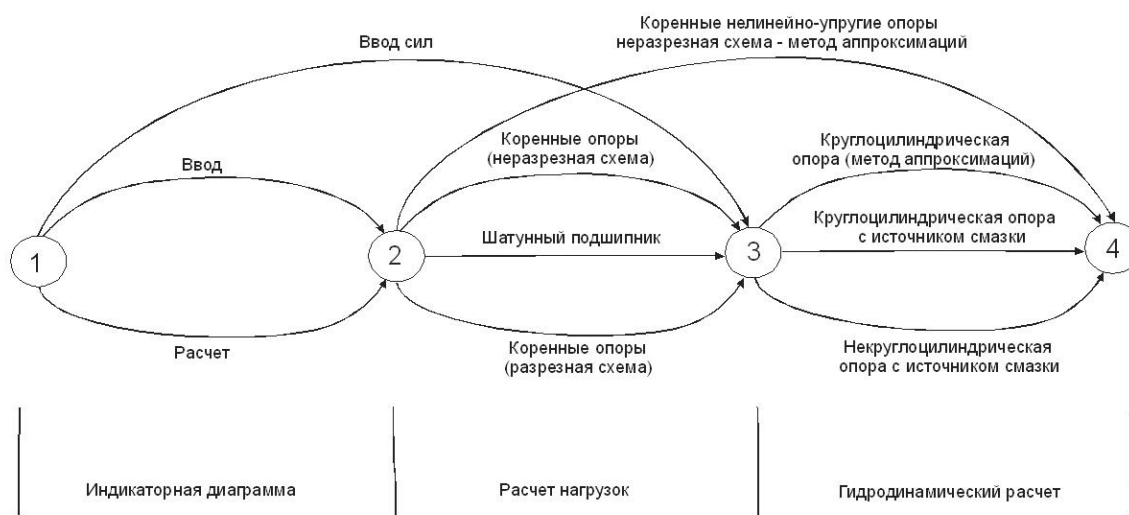 Ввод сил
Коренные нелинейно-упругие опоры
неразрезная схема - метод аппроксимаций
Ввод
Коренные опоры
(неразрезная схема)
Круглоцилиндрическая
опора (метод аппроксимаций)
Шатунный подшипник
Круглоцилиндрическая опора
с источником смазки
1
2
3
4
Расчет
Коренные опоры
(разрезная схема)
Некруглоцилиндрическая
опора с источником смазки
Индикаторная диаграмма
Расчет нагрузок
Гидродинамический расчет